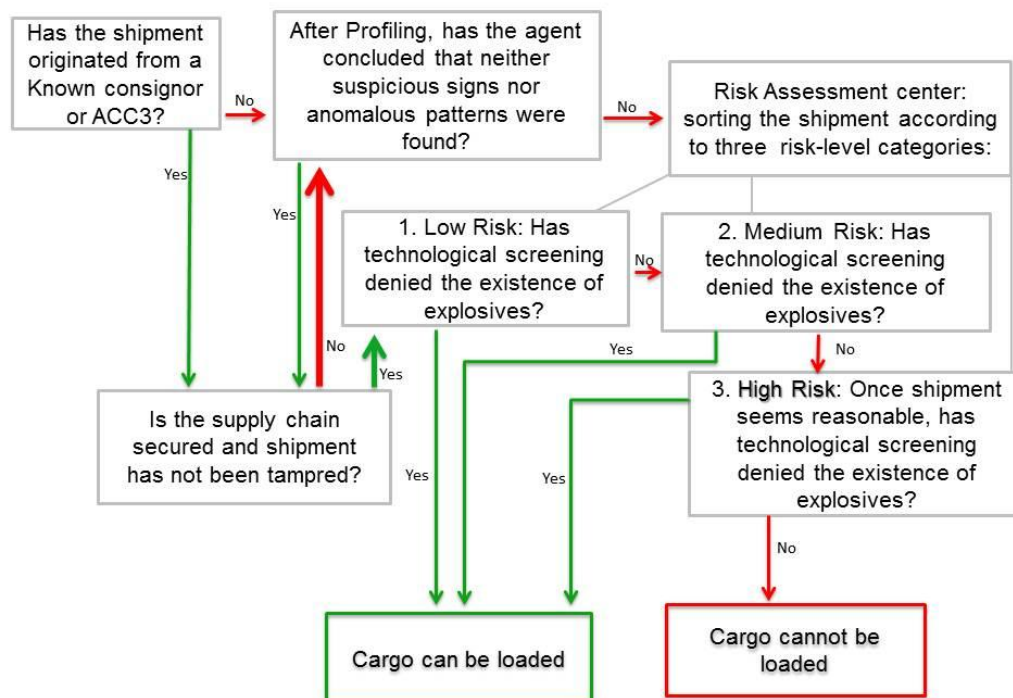 Has the shipment
originated from a
Known consignor
or ACC3?
No
After Profiling, has the agent
concluded that neither
suspicious signs nor
anomalous patterns were
found?
No
Risk Assessment center:
sorting the shipment according
to three risk-level categories:
Yes
Yes
1. Low Risk: Has
technological screening
denied the existence of
explosives?
No
2. Medium Risk: Has
technological screening
denied the existence of
explosives?
No
Yes
Yes
No
Is the supply chain
secured and shipment
has not been tampred?
3. High Risk: Once shipment
seems reasonable, has
technological screening
denied the existence of
explosives?
Yes
Yes
No
Cargo can be loaded
Cargo cannot be
loaded